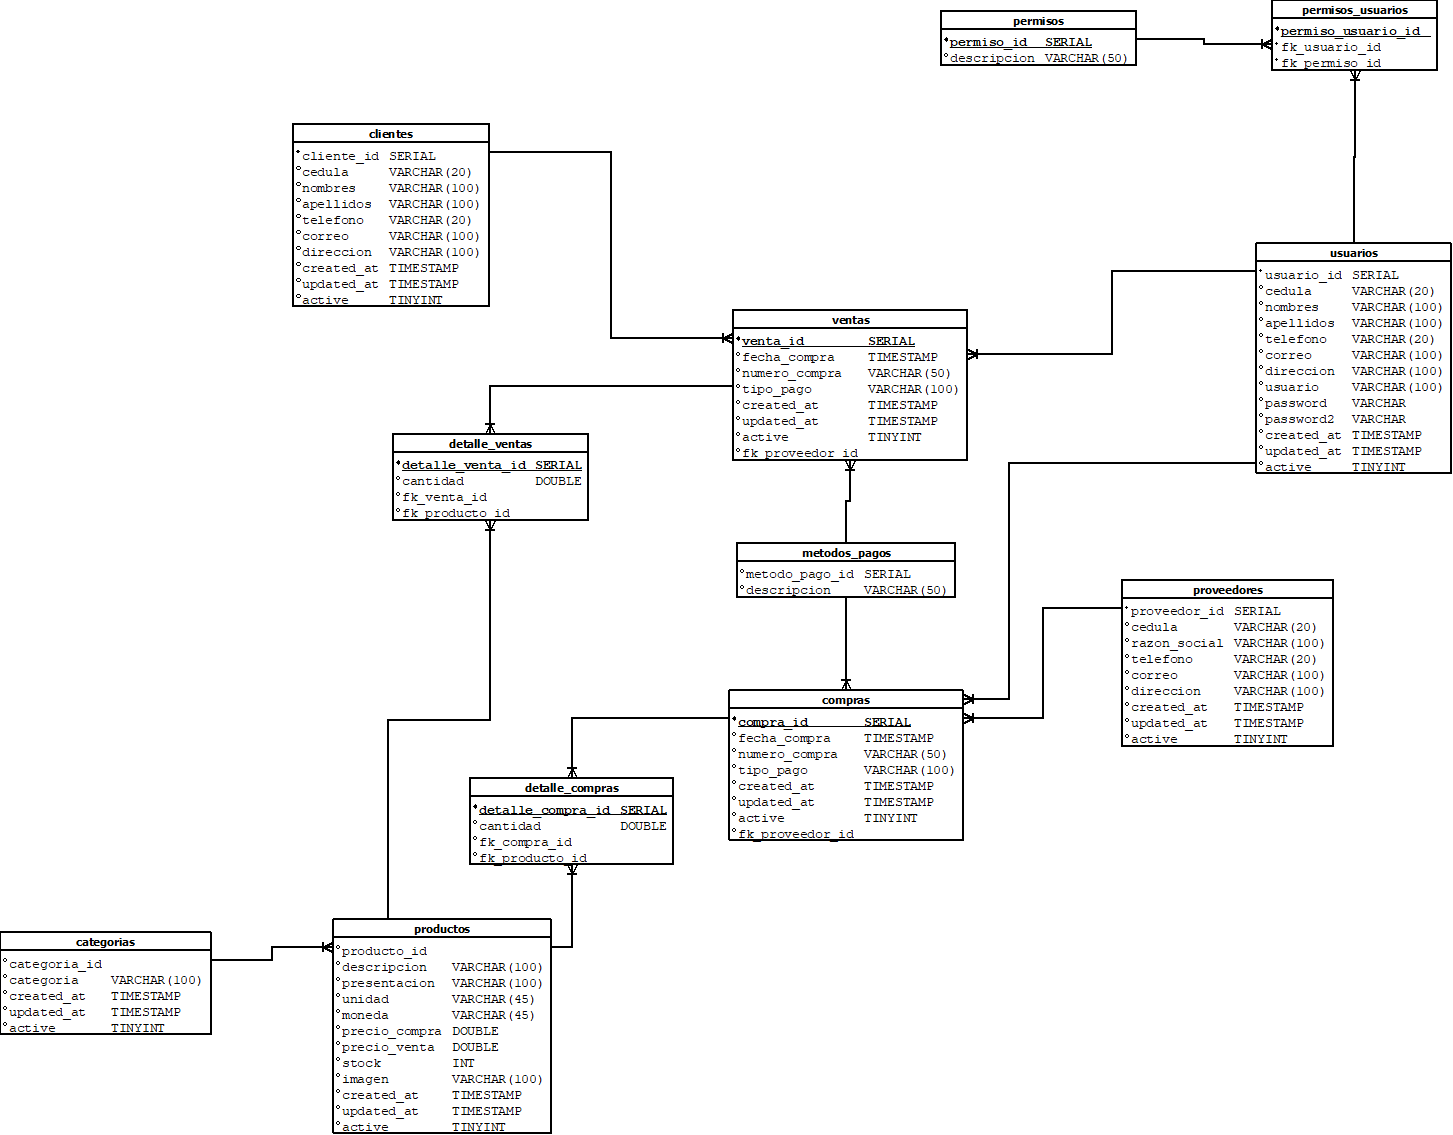 permisos
permiso_id SERIAL
descripcion VARCHAR(50)
permisos_usuarios
permiso_usuario_id
fk_usuario_id
fk_permiso_id
clientes
cliente_id SERIAL
cedula VARCHAR(20)
nombres VARCHAR(100)
apellidos VARCHAR(100)
telefono VARCHAR(20)
correo VARCHAR(100)
direccion VARCHAR(100)
created_at TIMESTAMP
updated_at TIMESTAMP
active TINYINT
usuarios
usuario_id SERIAL
cedula VARCHAR(20)
nombres VARCHAR(100)
apellidos VARCHAR(100)
telefono VARCHAR(20)
correo VARCHAR(100)
direccion VARCHAR(100)
usuario VARCHAR(100)
password VARCHAR
password2 VARCHAR
created_at TIMESTAMP
updated_at TIMESTAMP
active TINYINT
ventas
venta_id SERIAL
fecha_compra TIMESTAMP
numero_compra VARCHAR(50)
tipo_pago VARCHAR(100)
created_at TIMESTAMP
updated_at TIMESTAMP
active TINYINT
fk_proveedor_id
detalle_ventas
detalle_venta_id SERIAL
cantidad DOUBLE
fk_venta_id
fk_producto_id
metodos_pagos
metodo_pago_id SERIAL
descripcion VARCHAR(50)
proveedores
proveedor_id SERIAL
cedula VARCHAR(20)
razon_social VARCHAR(100)
telefono VARCHAR(20)
correo VARCHAR(100)
direccion VARCHAR(100)
created_at TIMESTAMP
updated_at TIMESTAMP
active TINYINT
compras
compra_id SERIAL
fecha_compra TIMESTAMP
numero_compra VARCHAR(50)
tipo_pago VARCHAR(100)
created_at TIMESTAMP
updated_at TIMESTAMP
active TINYINT
fk_proveedor_id
detalle_compras
detalle_compra_id SERIAL
cantidad DOUBLE
fk_compra_id
fk_producto_id
categorias
categoria_id
categoria VARCHAR(100)
created_at TIMESTAMP
updated_at TIMESTAMP
active TINYINT
productos
producto_id
descripcion VARCHAR(100)
presentacion VARCHAR(100)
unidad VARCHAR(45)
moneda VARCHAR(45)
precio_compra DOUBLE
precio_venta DOUBLE
stock INT
imagen VARCHAR(100)
created_at TIMESTAMP
updated_at TIMESTAMP
active TINYINT